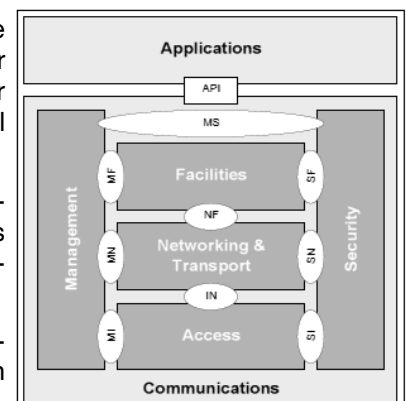 Applications
API
MS
Management
MF
Facilities
SF
Security
NF
MN
Networking &
Transport
SN
IN
MI
Access
SI
Communications